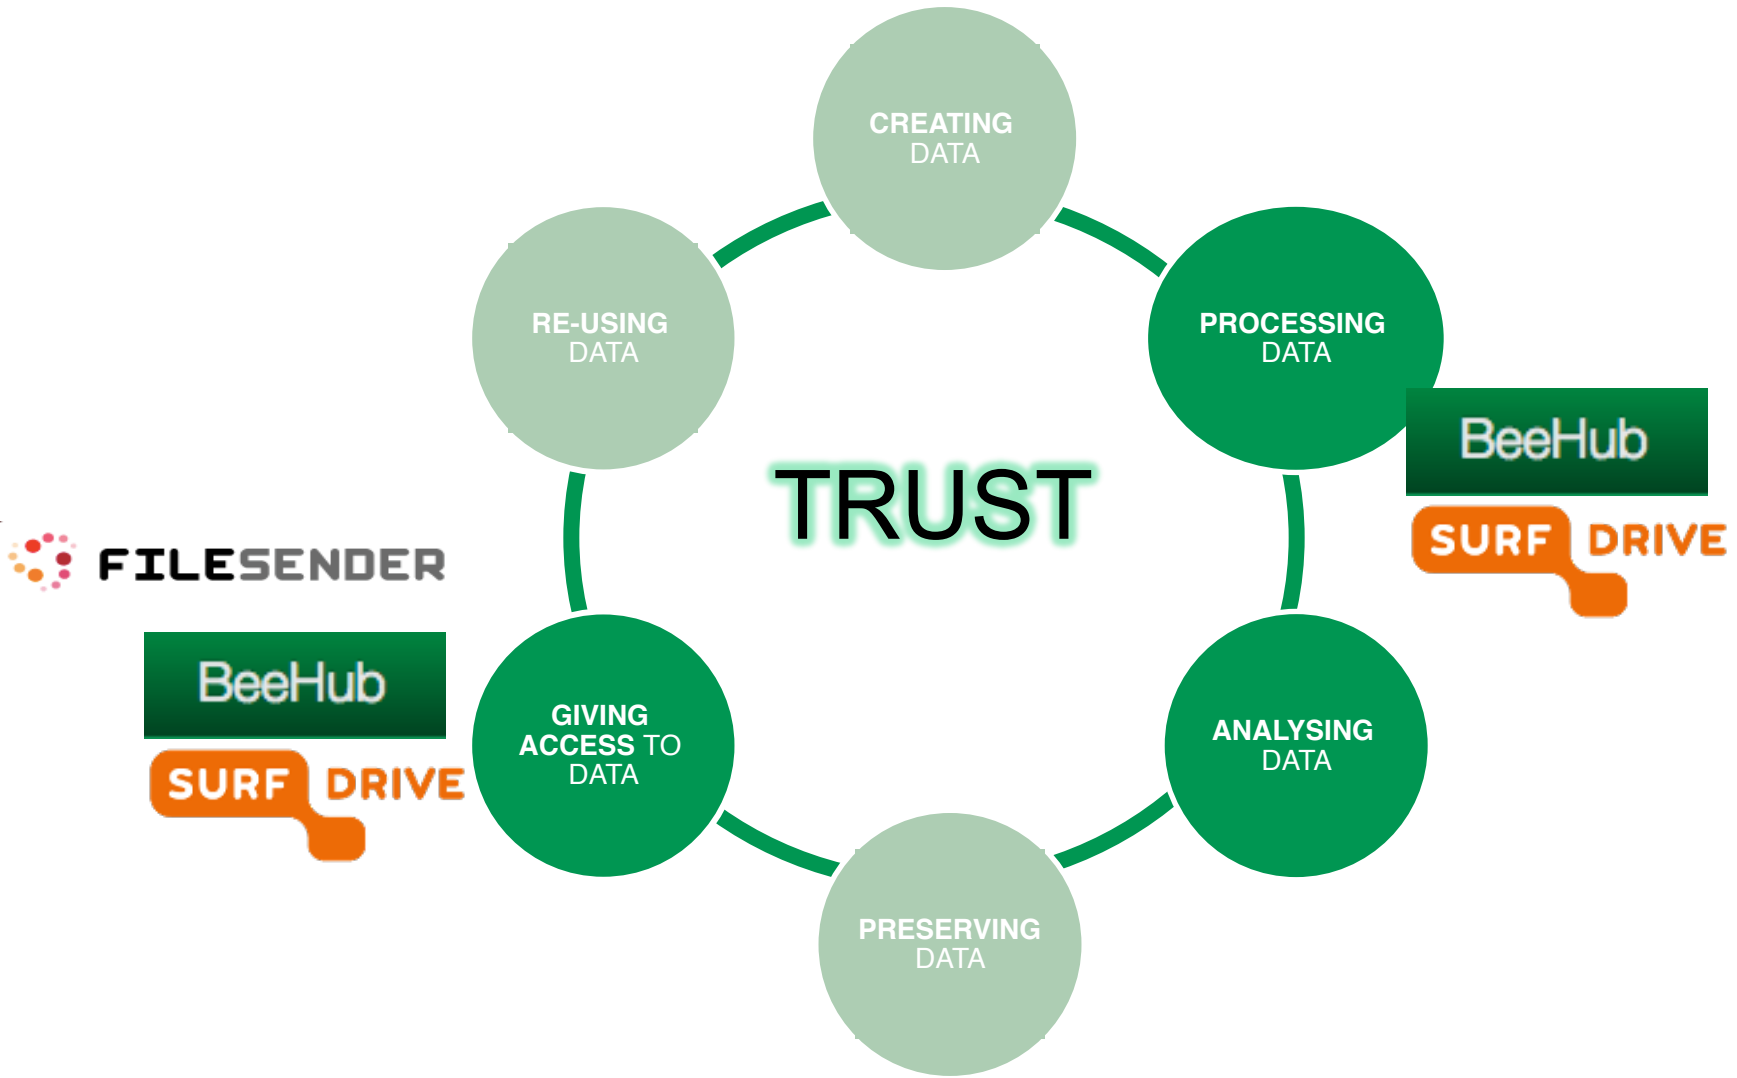 CREATING
DATA
RE-USING
DATA
PROCESSING
DATA
TRUST
BeeHub
SURF DRIVE
FILESENDER
BeeHub
SURF DRIVE
GIVING
ACCESS TO
DATA
ANALYSING
DATA
PRESERVING
DATA